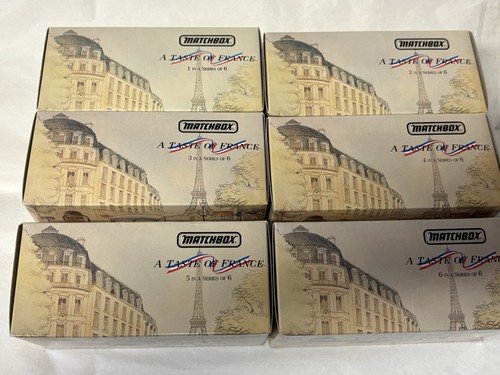 MATCHBOX
A TASTE OF FRANCE
1 IN A SERIES OF 6
MATCHBOX
A TASTE OF FRANCE
2 IN A SERIES OF 6
MATCHBOX
A TASTE OF FRANCE
3 IN A SERIES OF 6
MATCHBOX
A TASTE OF FRANCE
4 IN A SERIES OF 6
MATCHBOX
A TASTE OF FRANCE
5 IN A SERIES OF 6
MATCHBOX
A TASTE OF FRANCE
6 IN A SERIES OF 6